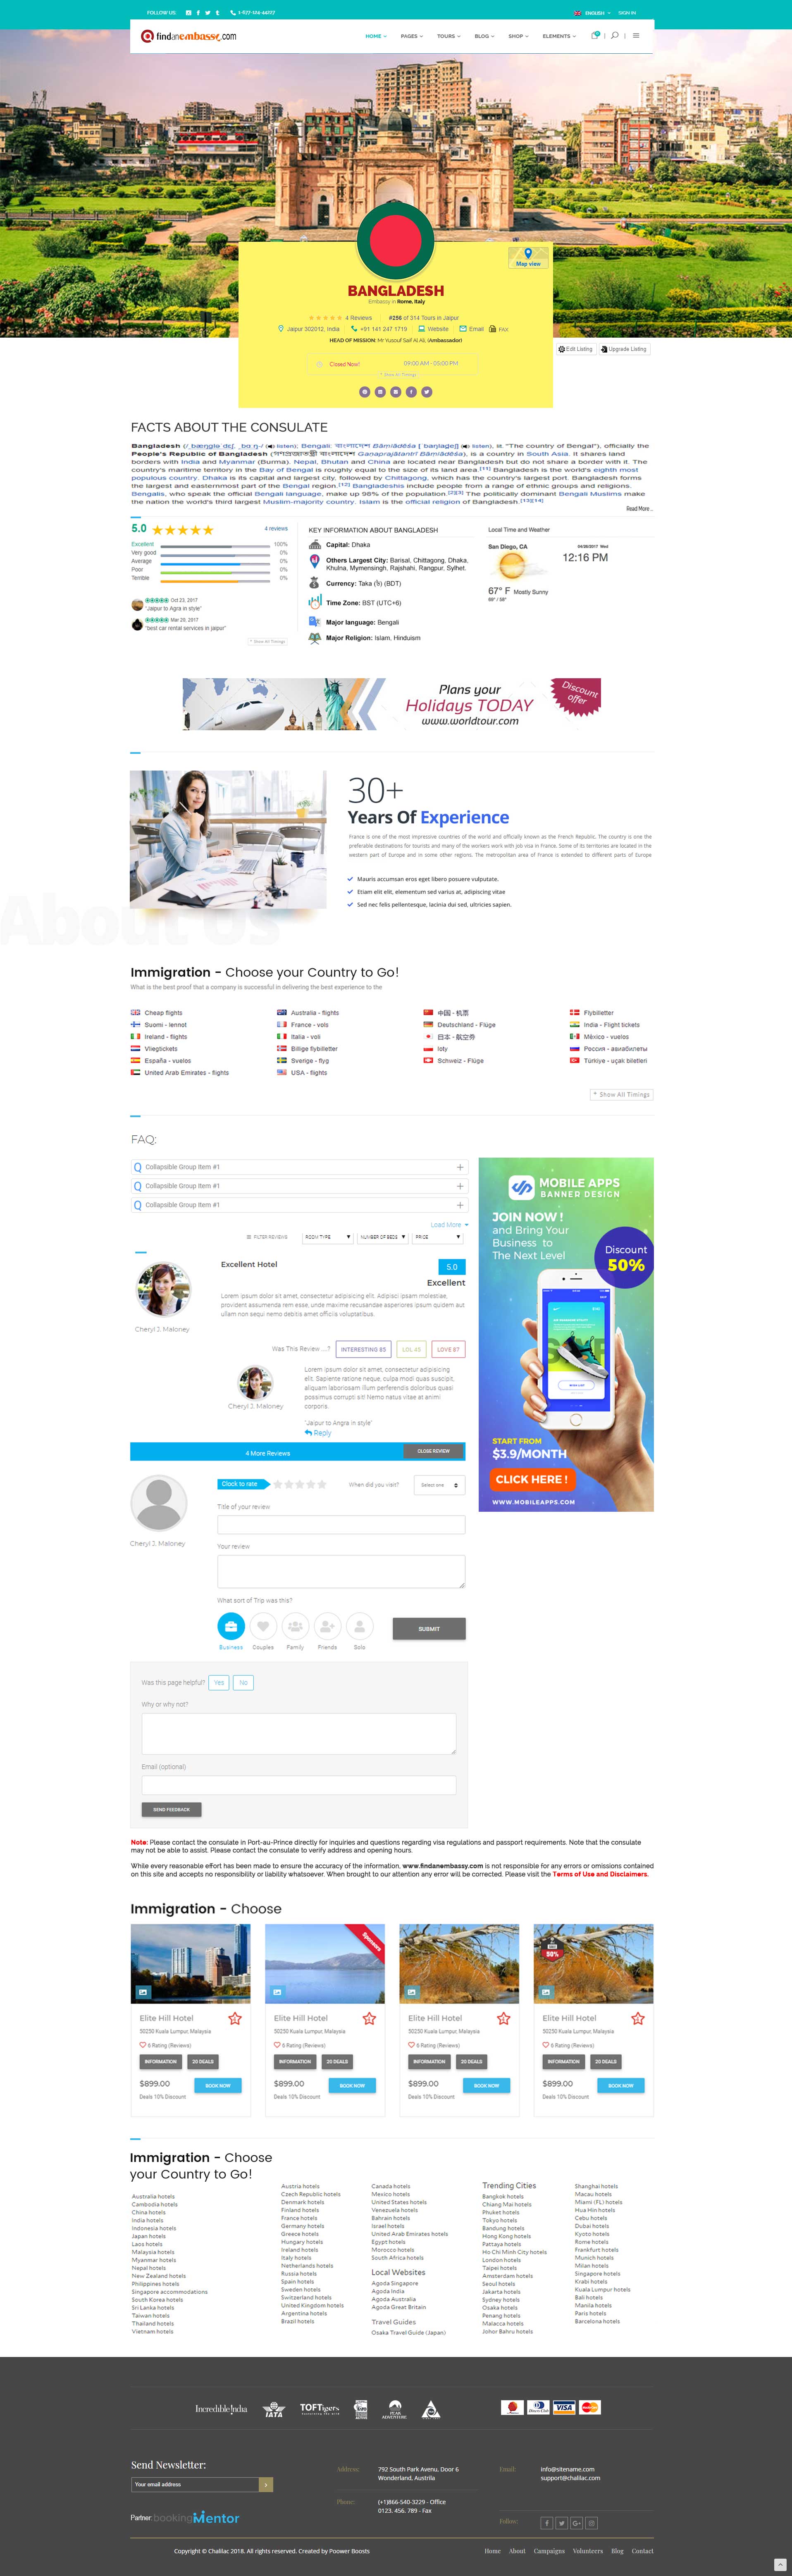 FOLLOW US:
1-677-124-44227
ENGLISH
SIGN IN
findanembassy.com
HOME
PAGES
TOURS
BLOG
SHOP
ELEMENTS
Map view
BANGLADESH
Embassy in Rome, Italy
4 Reviews
#256 of 314 Tours in Jaipur
Jaipur 302012, India
+91 141 247 1719
Website
Email
FAX
HEAD OF MISSION: Mr Yussuf Saif Al Ali, (Ambassador)
Closed Now!
09:00 AM - 05:00 PM
+ Show All Timings
Edit Listing
Upgrade Listing
FACTS ABOUT THE CONSULATE
listen); Bengali:
listen), lit. "The country of Bengal"), officially the
People's Republic of Bangladesh
is a country in South Asia. It shares land
borders with India and Myanmar (Burma). Nepal, Bhutan and China are located near Bangladesh but do not share a border with it. The
country's maritime territory in the Bay of Bengal is roughly equal to the size of its land area.[11] Bangladesh is the world's eighth most
populous country. Dhaka is its capital and largest city, followed by Chittagong, which has the country's largest port. Bangladesh forms
the largest and easternmost part of the Bengal region.[12] Bangladeshis include people from a range of ethnic groups and religions.
Bengalis, who speak the official Bengali language, make up 98% of the population.[2][3] The politically dominant Bengali Muslims make
the nation the world's third largest Muslim-majority country. Islam is the official religion of Bangladesh.[13][14]
Read More ..
5.0
4 reviews
Excellent
100%
Very good
0%
Average
0%
Poor
0%
Terrible
0%
Oct 23, 2017
"Jaipur to Agra in style"
Mar 28, 2017
"best car rental services in jaipur"
+ Show All Timings
KEY INFORMATION ABOUT BANGLADESH
Capital: Dhaka
Others Largest City: Barisal, Chittagong, Dhaka,
Khulna, Mymensingh, Rajshahi, Rangpur, Sylhet.
Currency: Taka (৳) (BDT)
Time Zone: BST (UTC+6)
Major language: Bengali
Major Religion: Islam, Hinduism
Local Time and Weather
San Diego, CA
04/26/2017 Wed
12:16 PM
67° F Mostly Sunny
69° / 59°
Plans your
Holidays TODAY
www.worldtour.com
Discount
offer
30+
Years Of Experience
France is one of the most impressive countries of the world and officially known as the French Republic. The country is one the
preferable destinations for tourists and many of the workers work with job visa in France. Some of its territories are located in the
western part of Europe and in some other regions. The metropolitan area of France is extended to different parts of Europe
Mauris accumsan eros eget libero posuere vulputate.
Etiam elit elit, elementum sed varius at, adipiscing vitae
Sed nec felis pellentesque, lacinia dui sed, ultricies sapien.
About Us
Immigration - Choose your Country to Go!
What is the best proof that a company is successful in delivering the best experience to the
Cheap flights
Australia - flights
中国 - 机票
Flybilletter
Suomi - lennot
France - vols
Deutschland - Flüge
India - Flight tickets
Ireland - flights
Italia - voli
日本 - 航空券
México - vuelos
Vliegtickets
Billige flybilletter
loty
Россия - авиабилеты
España - vuelos
Sverige - flyg
Schweiz - Flüge
Türkiye - uçak biletleri
United Arab Emirates - flights
USA - flights
+ Show All Timings
FAQ:
Q Collapsible Group Item #1
Q Collapsible Group Item #1
Q Collapsible Group Item #1
Load More
FILTER REVIEWS
ROOM TYPE
NUMBER OF BEDS
PRICE
MOBILE APPS
BANNER DESIGN
JOIN NOW !
and Bring Your
Business to
The Next Level
Discount
50%
START FROM
$3.9/MONTH
CLICK HERE !
WWW.MOBILEAPPS.COM
Cheryl J. Maloney
Excellent Hotel
5.0
Excellent
Lorem ipsum dolor sit amet, consectetur adipisicing elit. Adipisci ipsam molestiae,
provident assumenda rem esse, unde maxime recusandae asperiores ipsum quidem aut
ullam non sequi nemo debitis amet officiis voluptatibus.
Was This Review ....?
INTERESTING 85
LOL 45
LOVE 87
Cheryl J. Maloney
Lorem ipsum dolor sit amet, consectetur adipisicing
elit. Sapiente ratione neque, culpa modi quas suscipit,
aliquam laboriosam illum perferendis doloribus quasi
possimus corrupti sit! Nemo natus vitae at animi
corporis.
"Jaipur to Angra in style"
Reply
4 More Reviews
CLOSE REVIEW
Cheryl J. Maloney
Clock to rate
When did you visit?
Select one
Title of your review
Your review
What sort of Trip was this?
Business
Couples
Family
Friends
Solo
SUBMIT
Was this page helpful?
Yes
No
Why or why not?
Email (optional)
SEND FEEDBACK
Note: Please contact the consulate in Port-au-Prince directly for inquiries and questions regarding visa regulations and passport requirements. Note that the consulate
may not be able to assist. Please contact the consulate to verify addresses and opening hours.
While every reasonable effort has been made to ensure the accuracy of the information, www.findanembassy.com is not responsible for any errors or omissions contained
on this site and accepts no responsibility or liability whatsoever. When brought to our attention any error will be corrected. Please visit the Terms of Use and Disclaimers.
Immigration - Choose
Sponsors
50%
Elite Hill Hotel
Elite Hill Hotel
Elite Hill Hotel
Elite Hill Hotel
50250 Kuala Lumpur, Malaysia
50250 Kuala Lumpur, Malaysia
50250 Kuala Lumpur, Malaysia
50250 Kuala Lumpur, Malaysia
6 Rating (Reviews)
6 Rating (Reviews)
6 Rating (Reviews)
6 Rating (Reviews)
INFORMATION
20 DEALS
INFORMATION
20 DEALS
INFORMATION
20 DEALS
INFORMATION
20 DEALS
$899.00
BOOK NOW
$899.00
BOOK NOW
$899.00
BOOK NOW
$899.00
BOOK NOW
Deals 10% Discount
Deals 10% Discount
Deals 10% Discount
Deals 10% Discount
Immigration - Choose
your Country to Go!
Australia hotels
Cambodia hotels
China hotels
India hotels
Indonesia hotels
Japan hotels
Laos hotels
Malaysia hotels
Myanmar hotels
Nepal hotels
New Zealand hotels
Philippines hotels
Singapore accommodations
South Korea hotels
Sri Lanka hotels
Taiwan hotels
Thailand hotels
Vietnam hotels
Austria hotels
Czech Republic hotels
Denmark hotels
Finland hotels
France hotels
Germany hotels
Greece hotels
Hungary hotels
Ireland hotels
Italy hotels
Netherlands hotels
Russia hotels
Spain hotels
Sweden hotels
Switzerland hotels
United Kingdom hotels
Argentina hotels
Brazil hotels
Canada hotels
Mexico hotels
United States hotels
Venezuela hotels
Bahrain hotels
Israel hotels
United Arab Emirates hotels
Egypt hotels
Morocco hotels
South Africa hotels
Local Websites
Agoda Singapore
Agoda India
Agoda Australia
Agoda Great Britain
Travel Guides
Osaka Travel Guide (Japan)
Trending Cities
Bangkok hotels
Chiang Mai hotels
Phuket hotels
Tokyo hotels
Bandung hotels
Hong Kong hotels
Pattaya hotels
Ho Chi Minh City hotels
London hotels
Taipei hotels
Amsterdam hotels
Seoul hotels
Jakarta hotels
Sydney hotels
Osaka hotels
Penang hotels
Malacca hotels
Johor Bahru hotels
Shanghai hotels
Macau hotels
Miami (FL) hotels
Hua Hin hotels
Cebu hotels
Dubai hotels
Kyoto hotels
Rome hotels
Frankfurt hotels
Munich hotels
Milan hotels
Singapore hotels
Krabi hotels
Kuala Lumpur hotels
Bali hotels
Manila hotels
Paris hotels
Barcelona hotels
Incredible India
IATA
TOFTigers
PEAK
ADVENTURE
VISA
Send Newsletter:
Your email address
Partner: bookingMentor
Address:
792 South Park Avenu, Door 6
Wonderland, Austrila
Phone:
(+1)866-540-3229 - Office
0123. 456. 789 - Fax
Email:
info@sitename.com
support@chalilac.com
Follow:
Copyright © Chalilac 2018. All rights reserved. Created by Poower Boosts
Home
About
Campaigns
Volunteers
Blog
Contact